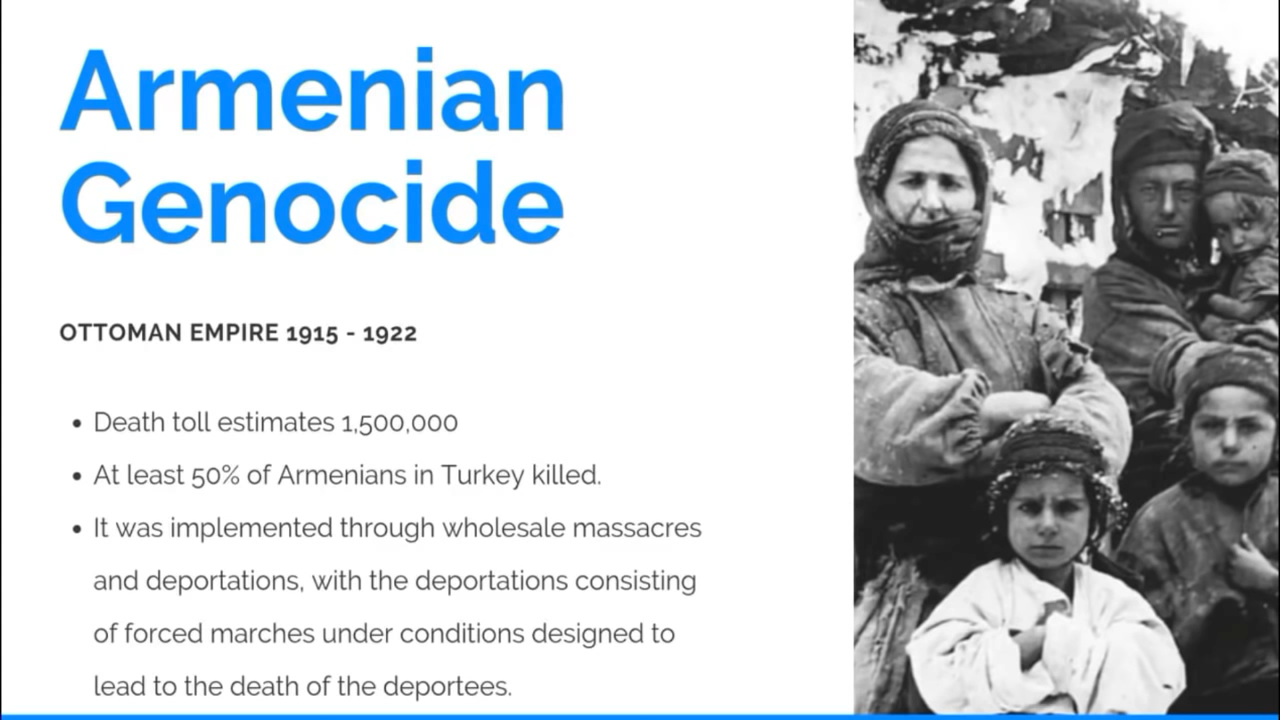 Armenian
Genocide
OTTOMAN EMPIRE 1915 - 1922
• Death toll estimates 1,500,000
• At least 50% of Armenians in Turkey killed.
• It was implemented through wholesale massacres
and deportations, with the deportations consisting
of forced marches under conditions designed to
lead to the death of the deportees.